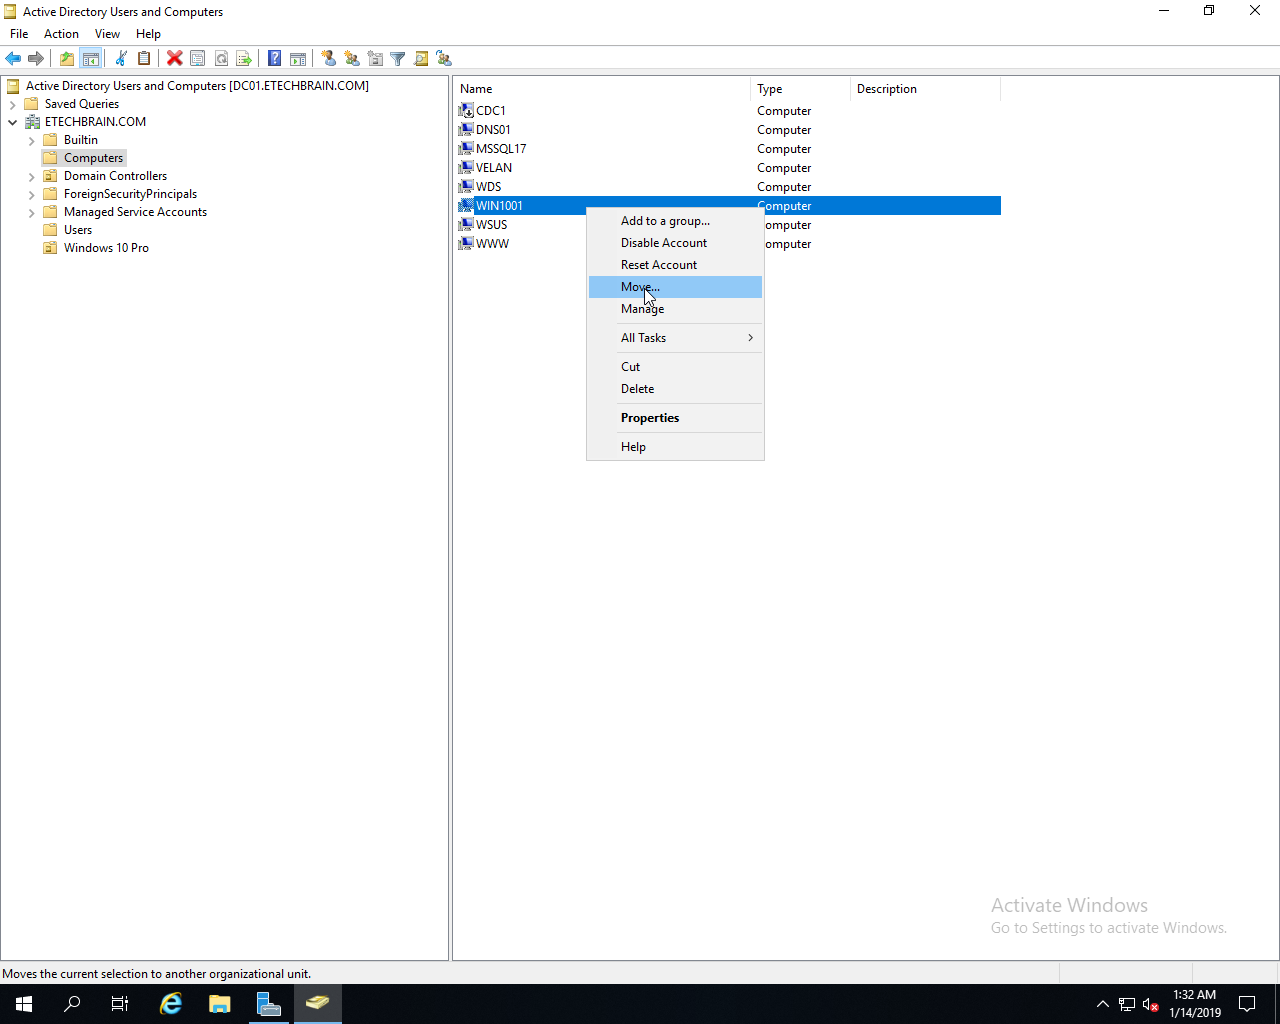 Active Directory Users and Computers
File Action View Help
Active Directory Users and Computers [DC01.ETECHBRAIN.COM]
Saved Queries
ETECHBRAIN.COM
Builtin
Computers
Domain Controllers
ForeignSecurityPrincipals
Managed Service Accounts
Users
Windows 10 Pro
Name Type Description
CDC1 Computer
DNS01 Computer
MSSQL17 Computer
VELAN Computer
WDS Computer
WIN1001 Computer
WSUS omputer
WWW omputer
Add to a group...
Disable Account
Reset Account
Move...
Manage
All Tasks
Cut
Delete
Properties
Help
Activate Windows
Go to Settings to activate Windows.
Moves the current selection to another organizational unit.
1:32 AM
1/14/2019